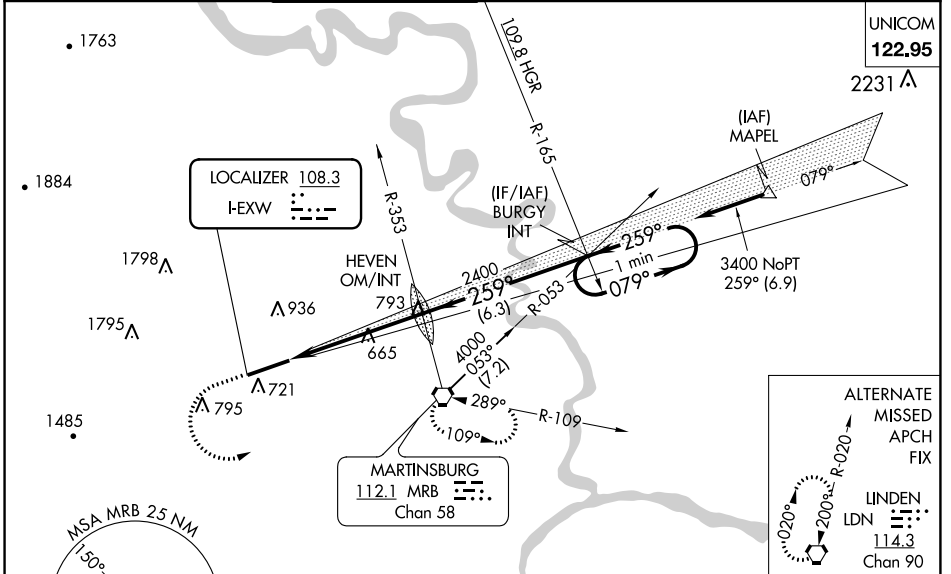 1763
109.8 HGR
R-165
UNICOM
122.95
2231
(IAF)
MAPEL
079°
1884
LOCALIZER 108.3
I-EXW
R-353
(IF/IAF)
BURGY
INT
259°
1 min
079°
3400 NoPT
259° (6.9)
1798
HEVEN
OM/INT
793
2400
259°
(6.3)
R-053
936
1795
665
4000
053°
(7.2)
721
795
1485
289°
R-109
109°
MARTINSBURG
112.1 MRB
Chan 58
MSA MRB 25 NM
150°
ALTERNATE
MISSED
APCH
FIX
R-020
020°
200°
LINDEN
LDN
114.3
Chan 90